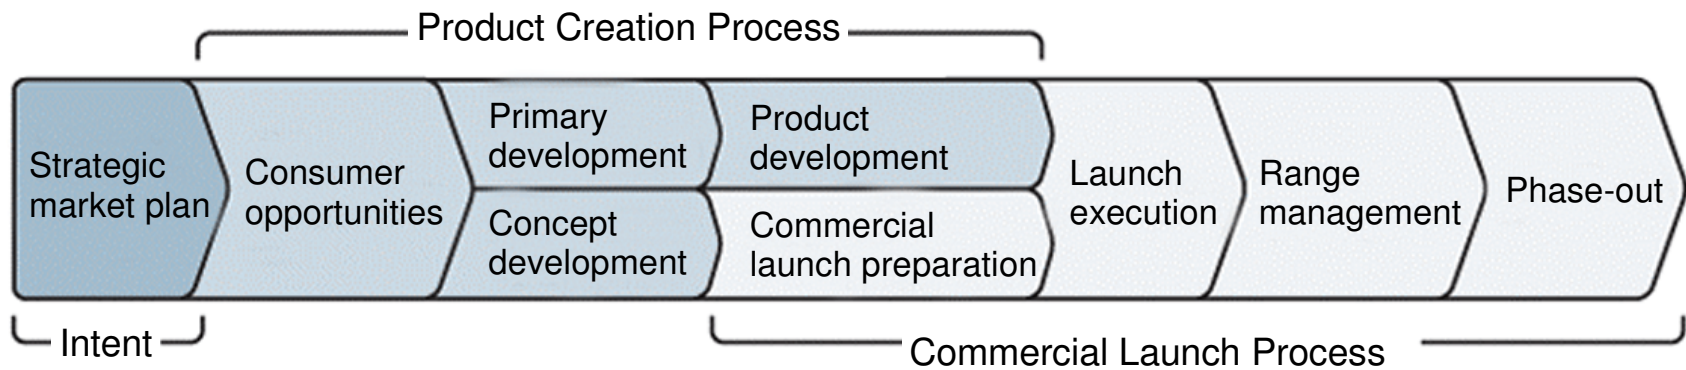 Product Creation Process
Strategic
market plan
Consumer
opportunities
Primary
development
Concept
development
Product
development
Commercial
launch preparation
Launch
execution
Range
management
Phase-out
Intent
Commercial Launch Process